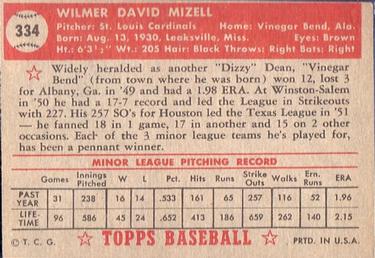 334
WILMER DAVID MIZELL
Pitcher: St. Louis Cardinals Home: Vinegar Bend, Ala.
Born: Aug. 13, 1930, Leaksville, Miss. Eyes: Brown
Ht.: 6'3½" Wt.: 205 Hair: Black Throws: Right Bats: Right
Widely heralded as another "Dizzy" Dean, "Vinegar
Bend" (from town where he was born) won 12, lost 3
for Albany, Ga. in '49 and had a 1.98 ERA. At Winston-Salem
in '50 he had a 17-7 record and led the League in Strikeouts
with 227. His 257 SO's for Houston led the Texas League in '51
—he fanned 18 in 1 game, 17 in another and 15 on 2 other
occasions. Each of the 3 minor league teams he's played for,
has been a pennant winner.
MINOR LEAGUE PITCHING RECORD
Games Innings Pitched W L Pct. Hits Runs Strike Outs Walks Ern. Runs ERA
PAST YEAR 31 238 16 14 .533 161 65 257 116 52 1.96
LIFE-TIME 96 586 45 24 .652 413 186 659 262 140 2.15
© T. C. G. TOPPS BASEBALL PRTD. IN U.S.A.